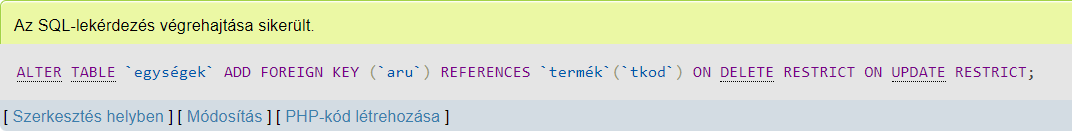 Az SQL-lekérdezés végrehajtása sikerült.
ALTER TABLE `egységek` ADD FOREIGN KEY (`aru`) REFERENCES `termék`(`tkod`) ON DELETE RESTRICT ON UPDATE RESTRICT;
[ Szerkesztés helyben ] [ Módosítás ] [ PHP-kód létrehozása ]